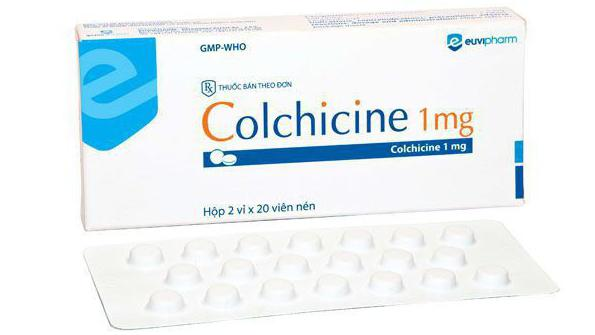 euvipharm
GMP-WHO
Rx THUỐC BÁN THEO ĐƠN
Colchicine 1mg
Colchicine 1 mg
Hộp 2 vỉ x 20 viên nén